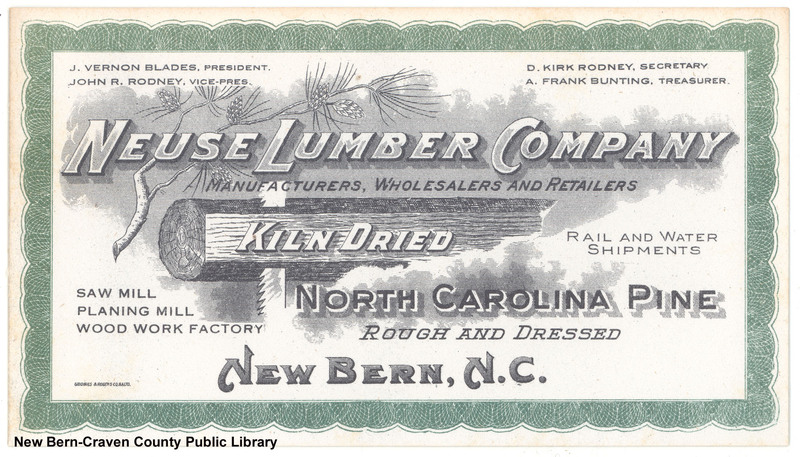 J. VERNON BLADES, PRESIDENT.
JOHN R. RODNEY, VICE-PRES.
D. KIRK RODNEY, SECRETARY
A. FRANK BUNTING, TREASURER.
NEUSE LUMBER COMPANY
MANUFACTURERS, WHOLESALERS AND RETAILERS
KILN DRIED
RAIL AND WATER
SHIPMENTS
SAW MILL
PLANING MILL
WOOD WORK FACTORY
NORTH CAROLINA PINE
ROUGH AND DRESSED
NEW BERN, N.C.
New Bern-Craven County Public Library